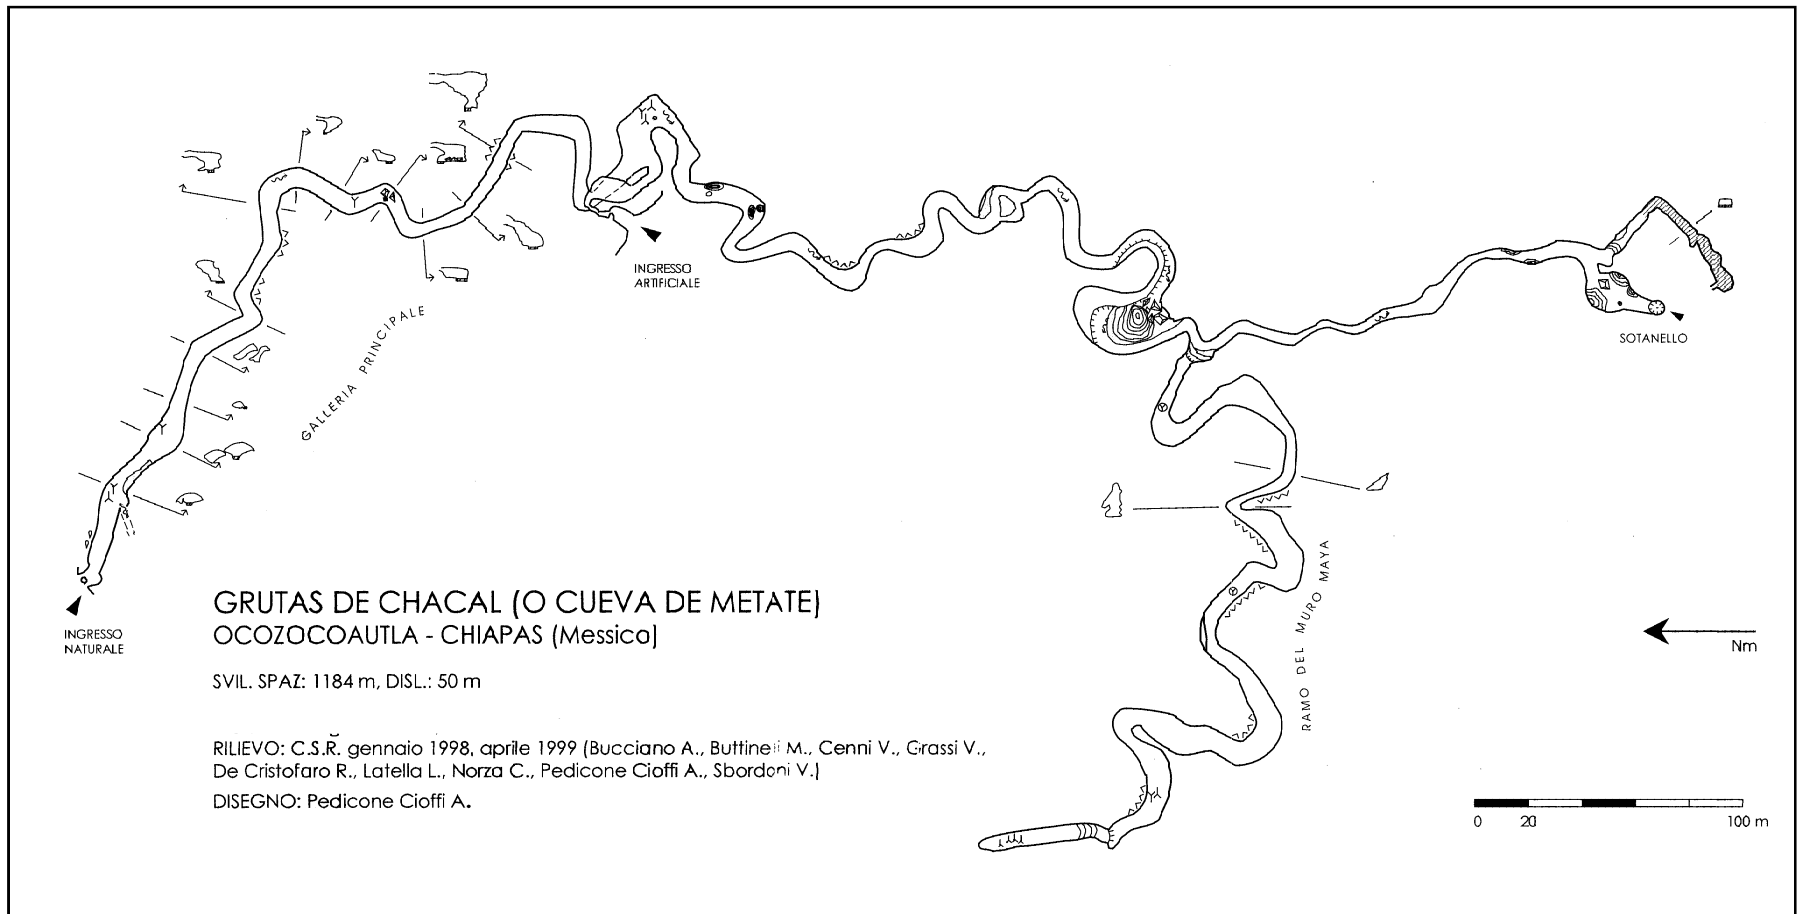 INGRESSO
ARTIFICIALE
SOTANELLO
GALLERIA PRINCIPALE
RAMO DEL MURO MAYA
INGRESSO
NATURALE
GRUTAS DE CHACAL (O CUEVA DE METATE)
OCOZOCOAUTLA - CHIAPAS (Messico)
SVIL. SPAZ: 1184 m, DISL.: 50 m
RILIEVO: C.S.R. gennaio 1998, aprile 1999 (Bucciano A., Buttinelli M., Cenni V., Grassi V.,
De Cristofaro R., Latella L., Norza C., Pedicone Cioffi A., Sbordoni V.)
DISEGNO: Pedicone Cioffi A.
Nm
0 20 100 m